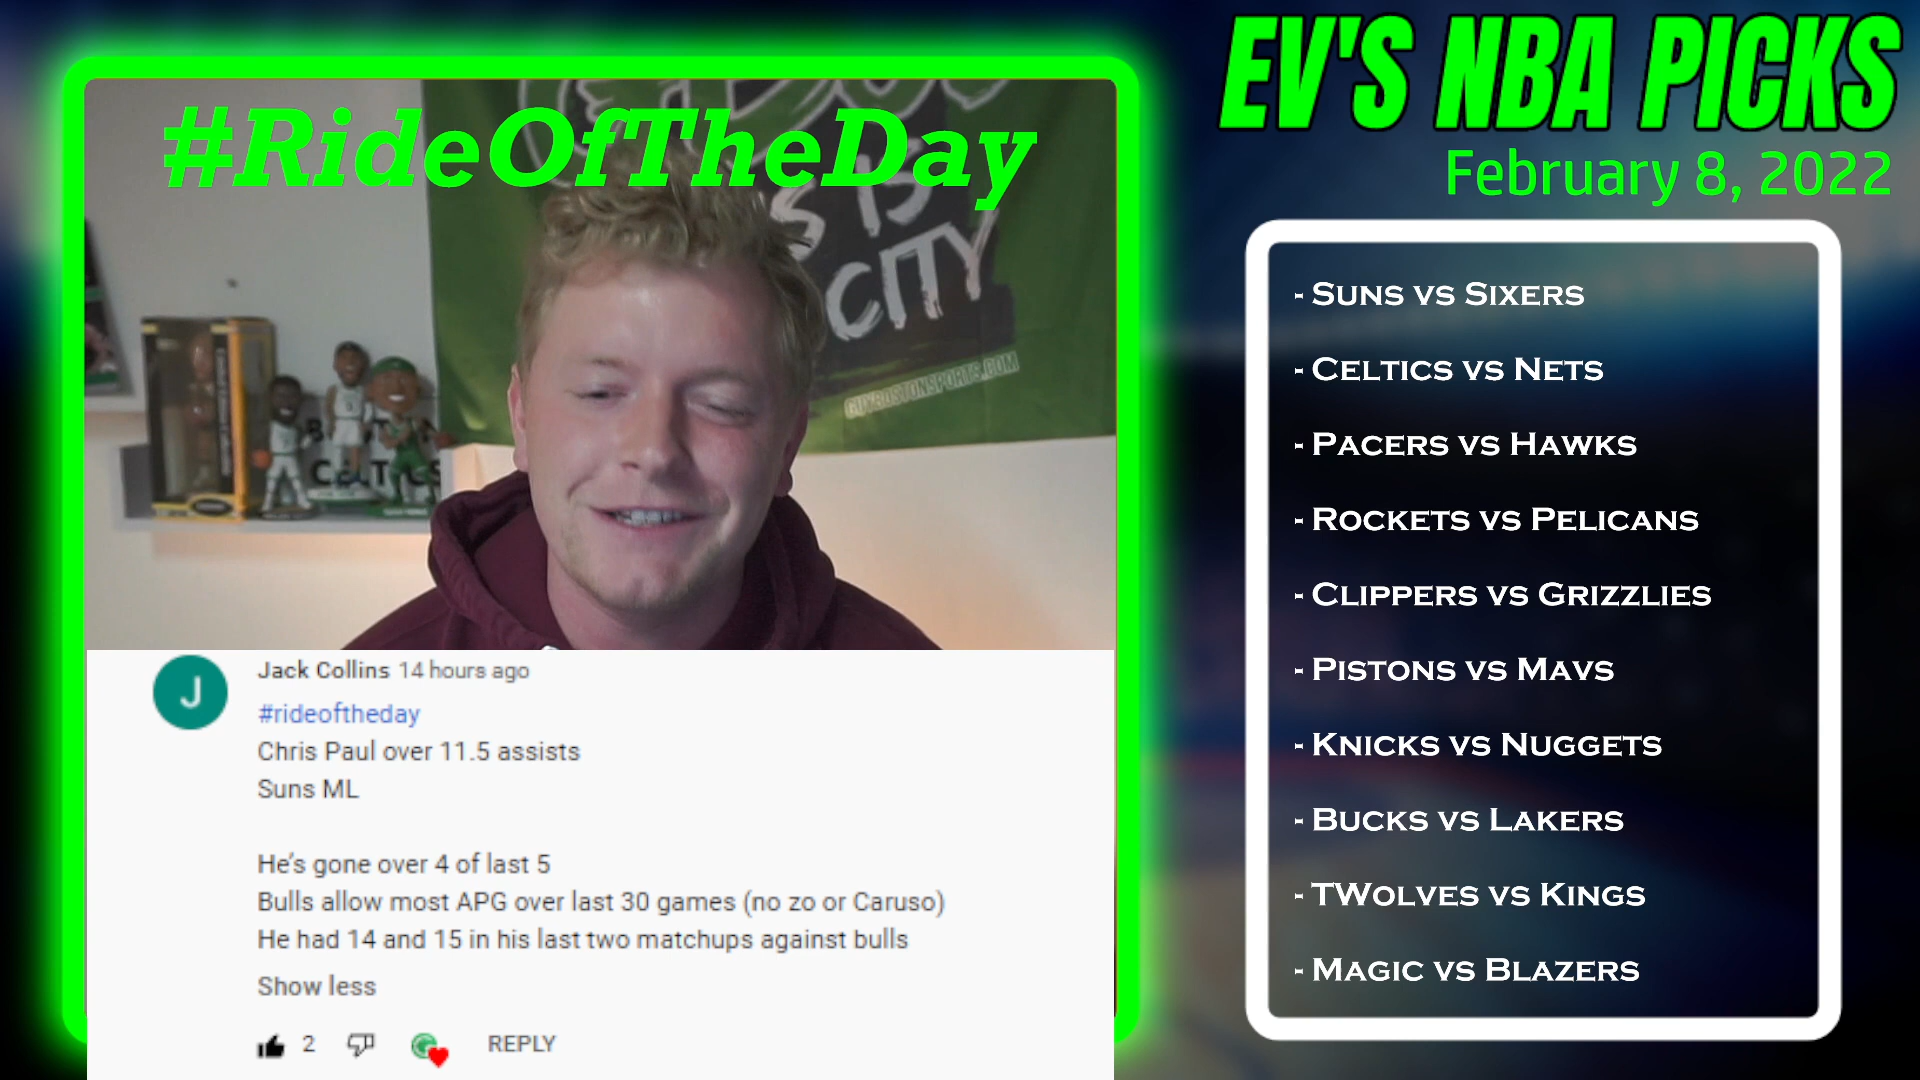 #RideOfTheDay
S IS
CITY
GUYBOSTONSPORTS.COM
Jack Collins 14 hours ago
#rideoftheday
Chris Paul over 11.5 assists
Suns ML
He's gone over 4 of last 5
Bulls allow most APG over last 30 games (no zo or Caruso)
He had 14 and 15 in his last two matchups against bulls
Show less
2 REPLY
J
EV'S NBA PICKS
February 8, 2022
- Suns vs Sixers
- Celtics vs Nets
- Pacers vs Hawks
- Rockets vs Pelicans
- Clippers vs Grizzlies
- Pistons vs Mavs
- Knicks vs Nuggets
- Bucks vs Lakers
- TWolves vs Kings
- Magic vs Blazers